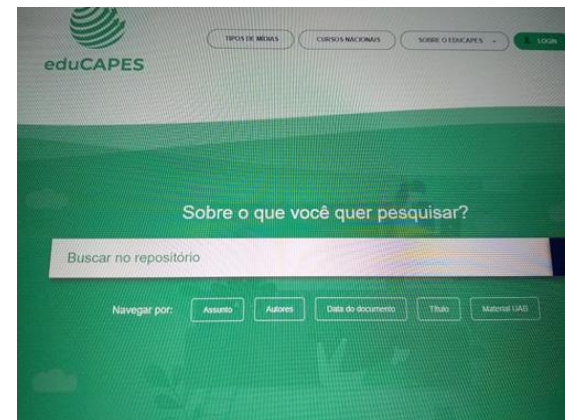 TIPOS DE MÍDIAS CURSOS NACIONAIS SOBRE O EDUCAPES LOGIN
eduCAPES
Sobre o que você quer pesquisar?
Buscar no repositório
Navegar por: Assunto Autores Data do documento Título Material UAB